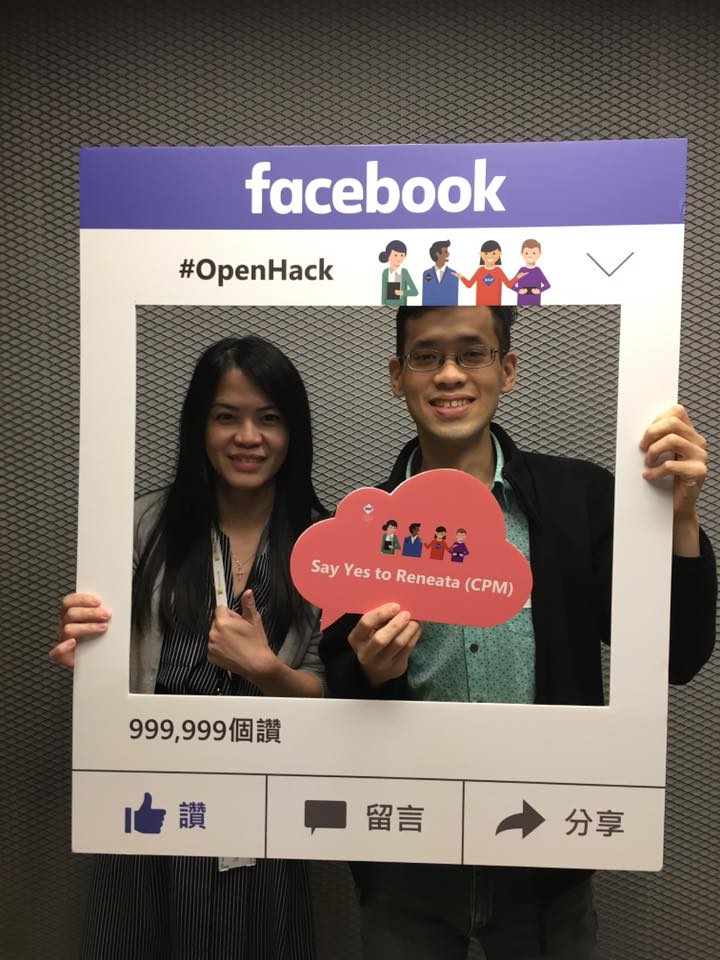 facebook
#OpenHack
Say Yes to Reneata (CPM)
999,999個讚
讚
留言
分享